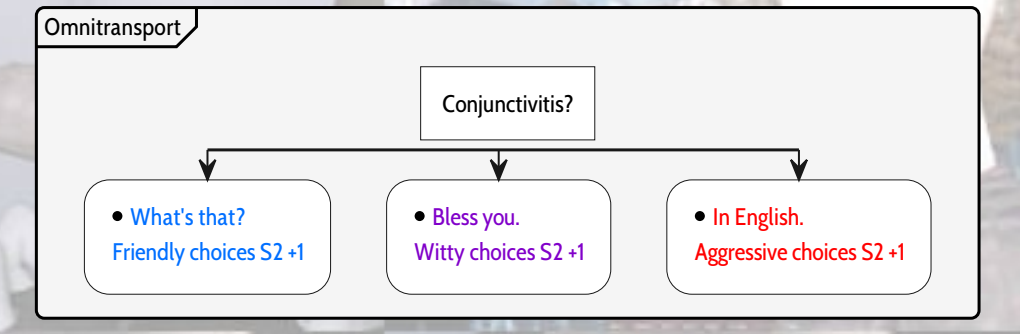 Omnitransport
Conjunctivitis?
• What's that?
Friendly choices S2 +1
• Bless you.
Witty choices S2 +1
• In English.
Aggressive choices S2 +1